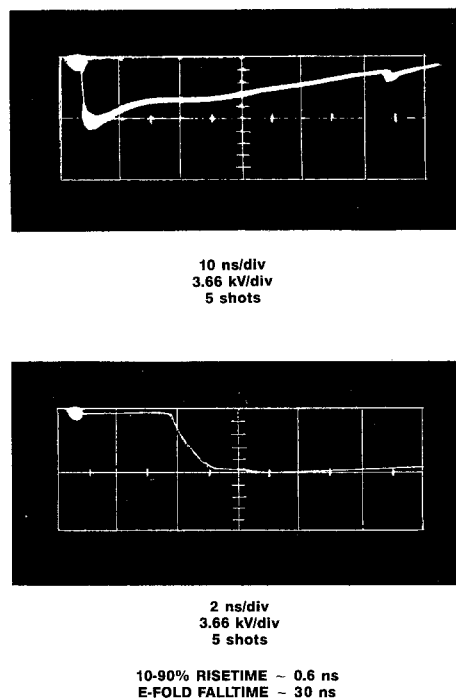 10 ns/div
3.66 kV/div
5 shots
2 ns/div
3.66 kV/div
5 shots
10-90% RISETIME ~ 0.6 ns
E-FOLD FALLTIME ~ 30 ns